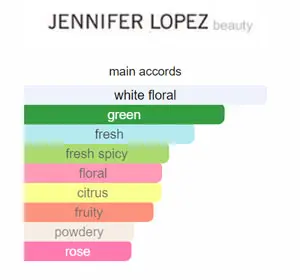 JENNIFER LOPEZ beauty
main accords
white floral
green
fresh
fresh spicy
floral
citrus
fruity
powdery
rose